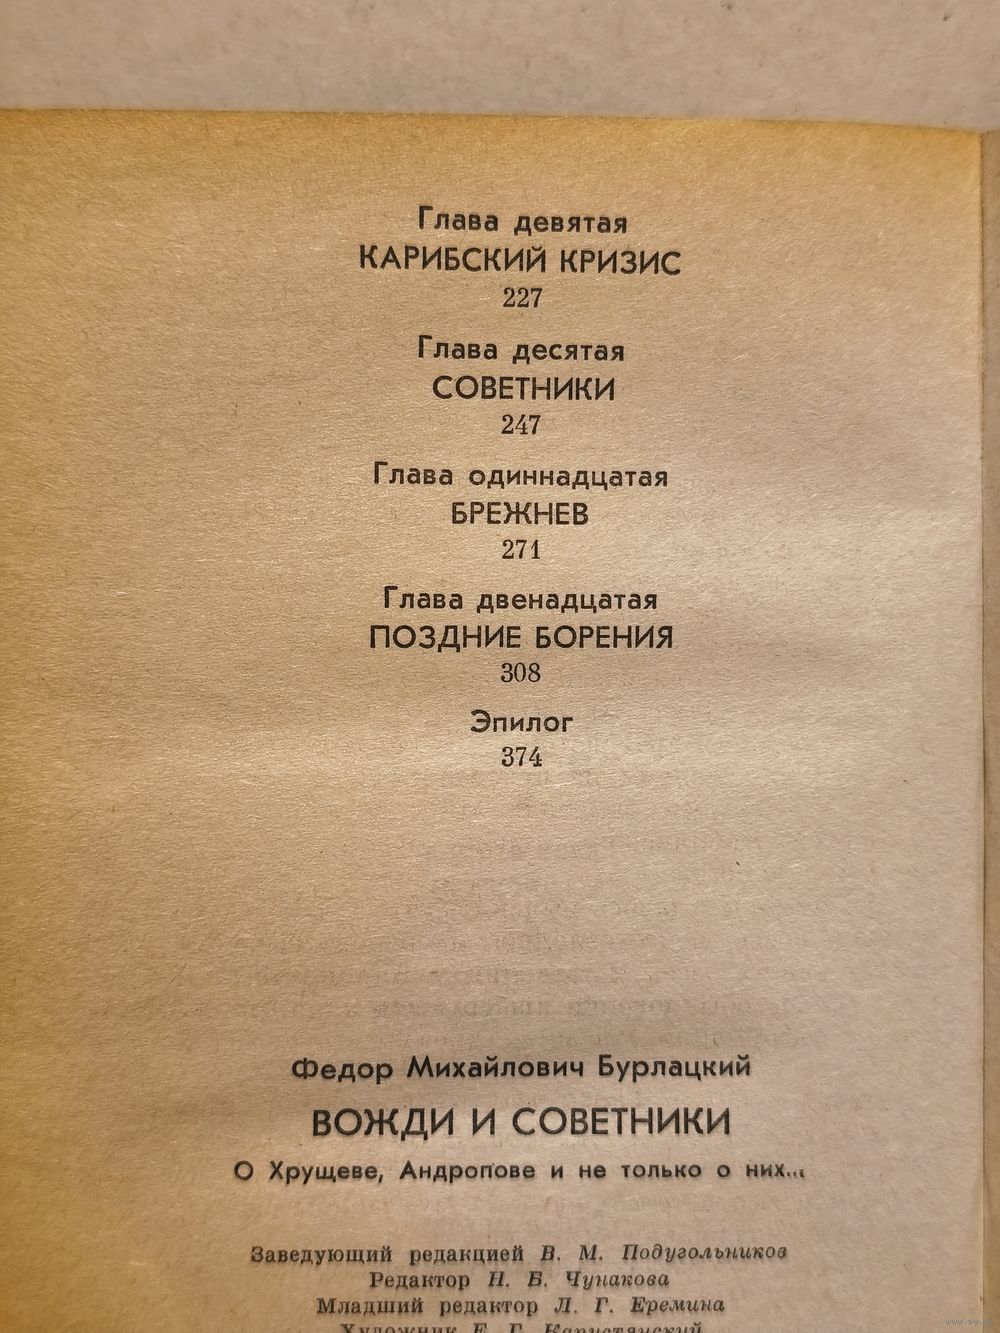 Глава девятая
КАРИБСКИЙ КРИЗИС
227
Глава десятая
СОВЕТНИКИ
247
Глава одиннадцатая
БРЕЖНЕВ
271
Глава двенадцатая
ПОЗДНИЕ БОРЕНИЯ
308
Эпилог
374
Федор Михайлович Бурлацкий
ВОЖДИ И СОВЕТНИКИ
О Хрущеве, Андропове и не только о них...
Заведующий редакцией В. М. Подугольников
Редактор Н. Б. Чунакова
Младший редактор Л. Г. Еремина
Художник Е. Г.